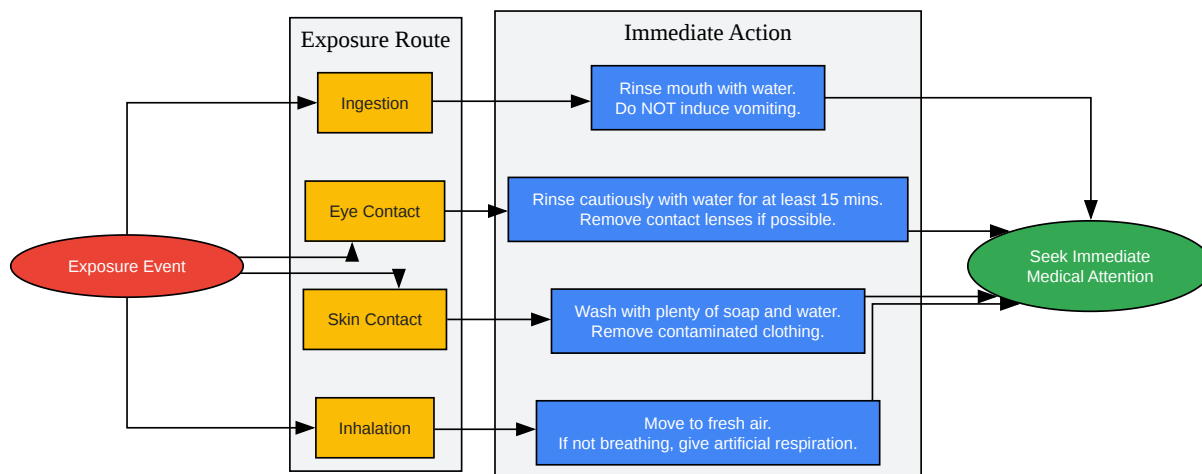 Exposure Route
Immediate Action
Ingestion
Rinse mouth with water.
Do NOT induce vomiting.
Eye Contact
Rinse cautiously with water for at least 15 mins.
Remove contact lenses if possible.
Exposure Event
Seek Immediate
Medical Attention
Skin Contact
Wash with plenty of soap and water.
Remove contaminated clothing.
Inhalation
Move to fresh air.
If not breathing, give artificial respiration.